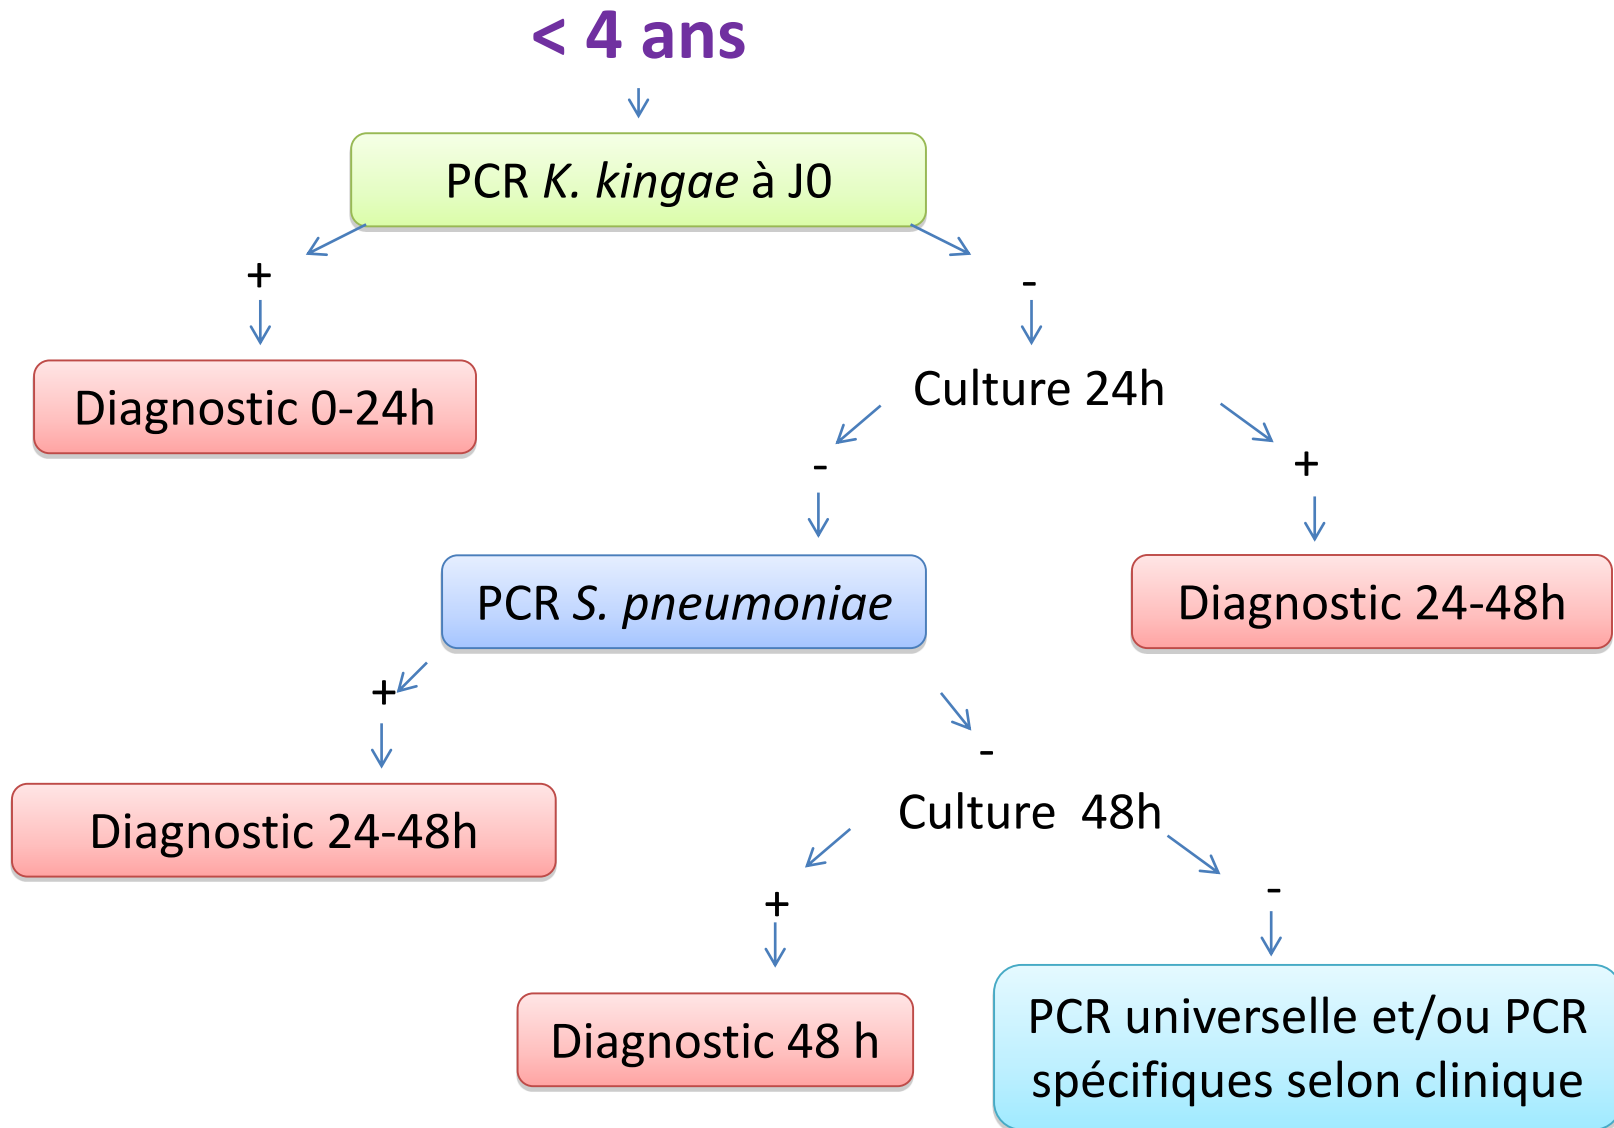 < 4 ans
PCR K. kingae à J0
+
-
Diagnostic 0-24h
Culture 24h
-
+
PCR S. pneumoniae
Diagnostic 24-48h
+
-
Diagnostic 24-48h
Culture 48h
+
-
Diagnostic 48 h
PCR universelle et/ou PCR
spécifiques selon clinique